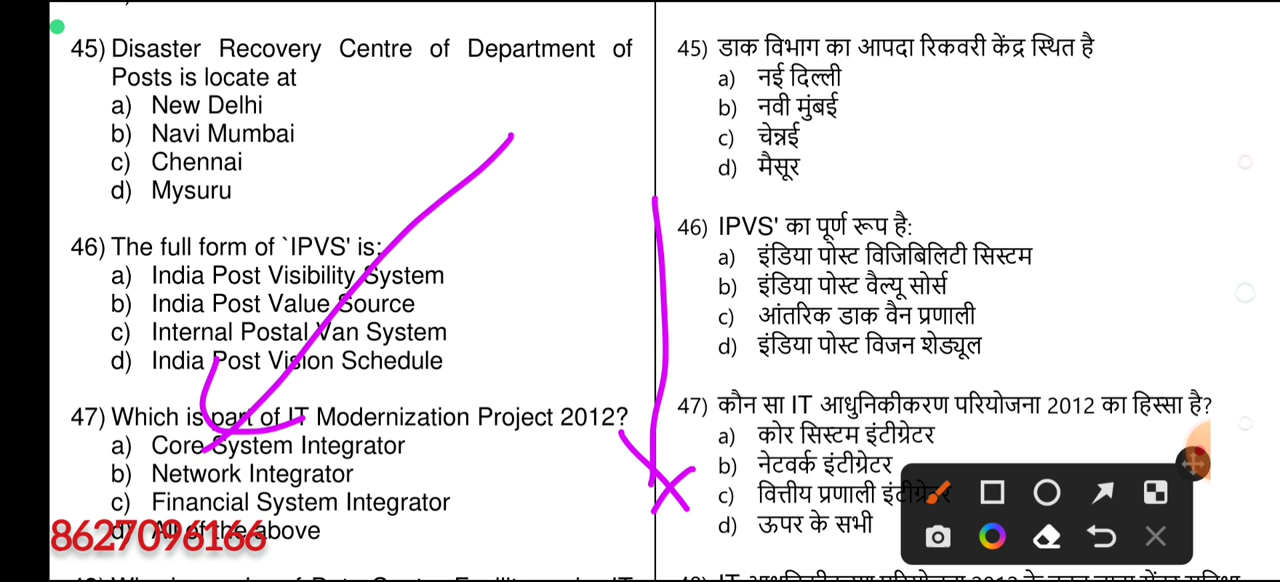 45) Disaster Recovery Centre of Department of
Posts is locate at
a) New Delhi
b) Navi Mumbai
c) Chennai
d) Mysuru
46) The full form of `IPVS' is:
a) India Post Visibility System
b) India Post Value Source
c) Internal Postal Van System
d) India Post Vision Schedule
47) Which is part of IT Modernization Project 2012?
a) Core System Integrator
b) Network Integrator
c) Financial System Integrator
d) All of the above
8627096166
45) डाक विभाग का आपदा रिकवरी केंद्र स्थित है
a) नई दिल्ली
b) नवी मुंबई
c) चेन्नई
d) मैसूर
46) IPVS' का पूर्ण रूप है:
a) इंडिया पोस्ट विजिबिलिटी सिस्टम
b) इंडिया पोस्ट वैल्यू सोर्स
c) आंतरिक डाक वैन प्रणाली
d) इंडिया पोस्ट विजन शेड्यूल
47) कौन सा IT आधुनिकीकरण परियोजना 2012 का हिस्सा है?
a) कोर सिस्टम इंटीग्रेटर
b) नेटवर्क इंटीग्रेटर
c) वित्तीय प्रणाली इंटीग्रेटर
d) ऊपर के सभी